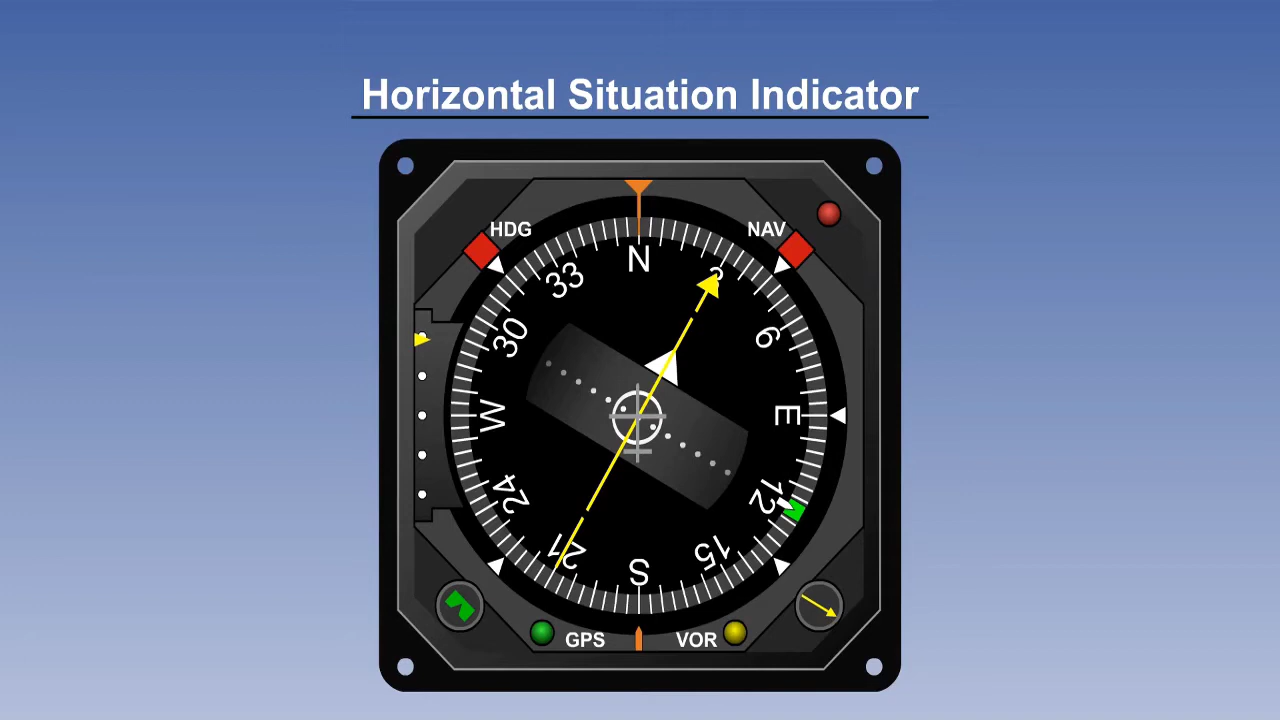 Horizontal Situation Indicator
HDG
NAV
N
33
3
30
6
W
E
24
12
21
15
S
GPS
VOR